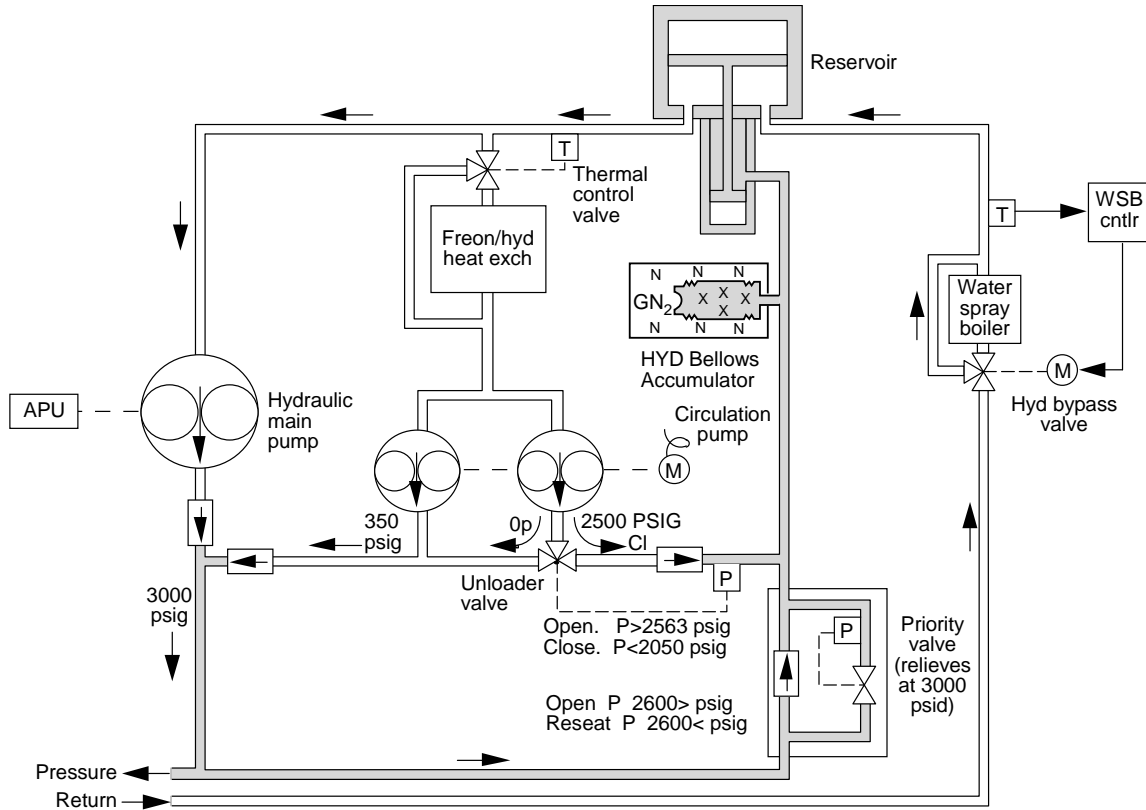 Reservoir
T
Thermal
control
valve
Freon/hyd
heat exch
T
WSB
cntlr
N N N
GN2
X X X X
N N N
HYD Bellows
Accumulator
Water
spray
boiler
M
Hyd bypass
valve
APU
Hydraulic
main
pump
Circulation
pump
M
350
psig
0p
2500 PSIG
Cl
Unloader
valve
P
3000
psig
Open. P>2563 psig
Close. P<2050 psig
P
Priority
valve
(relieves
at 3000
psid)
Open P 2600> psig
Reseat P 2600< psig
Pressure
Return